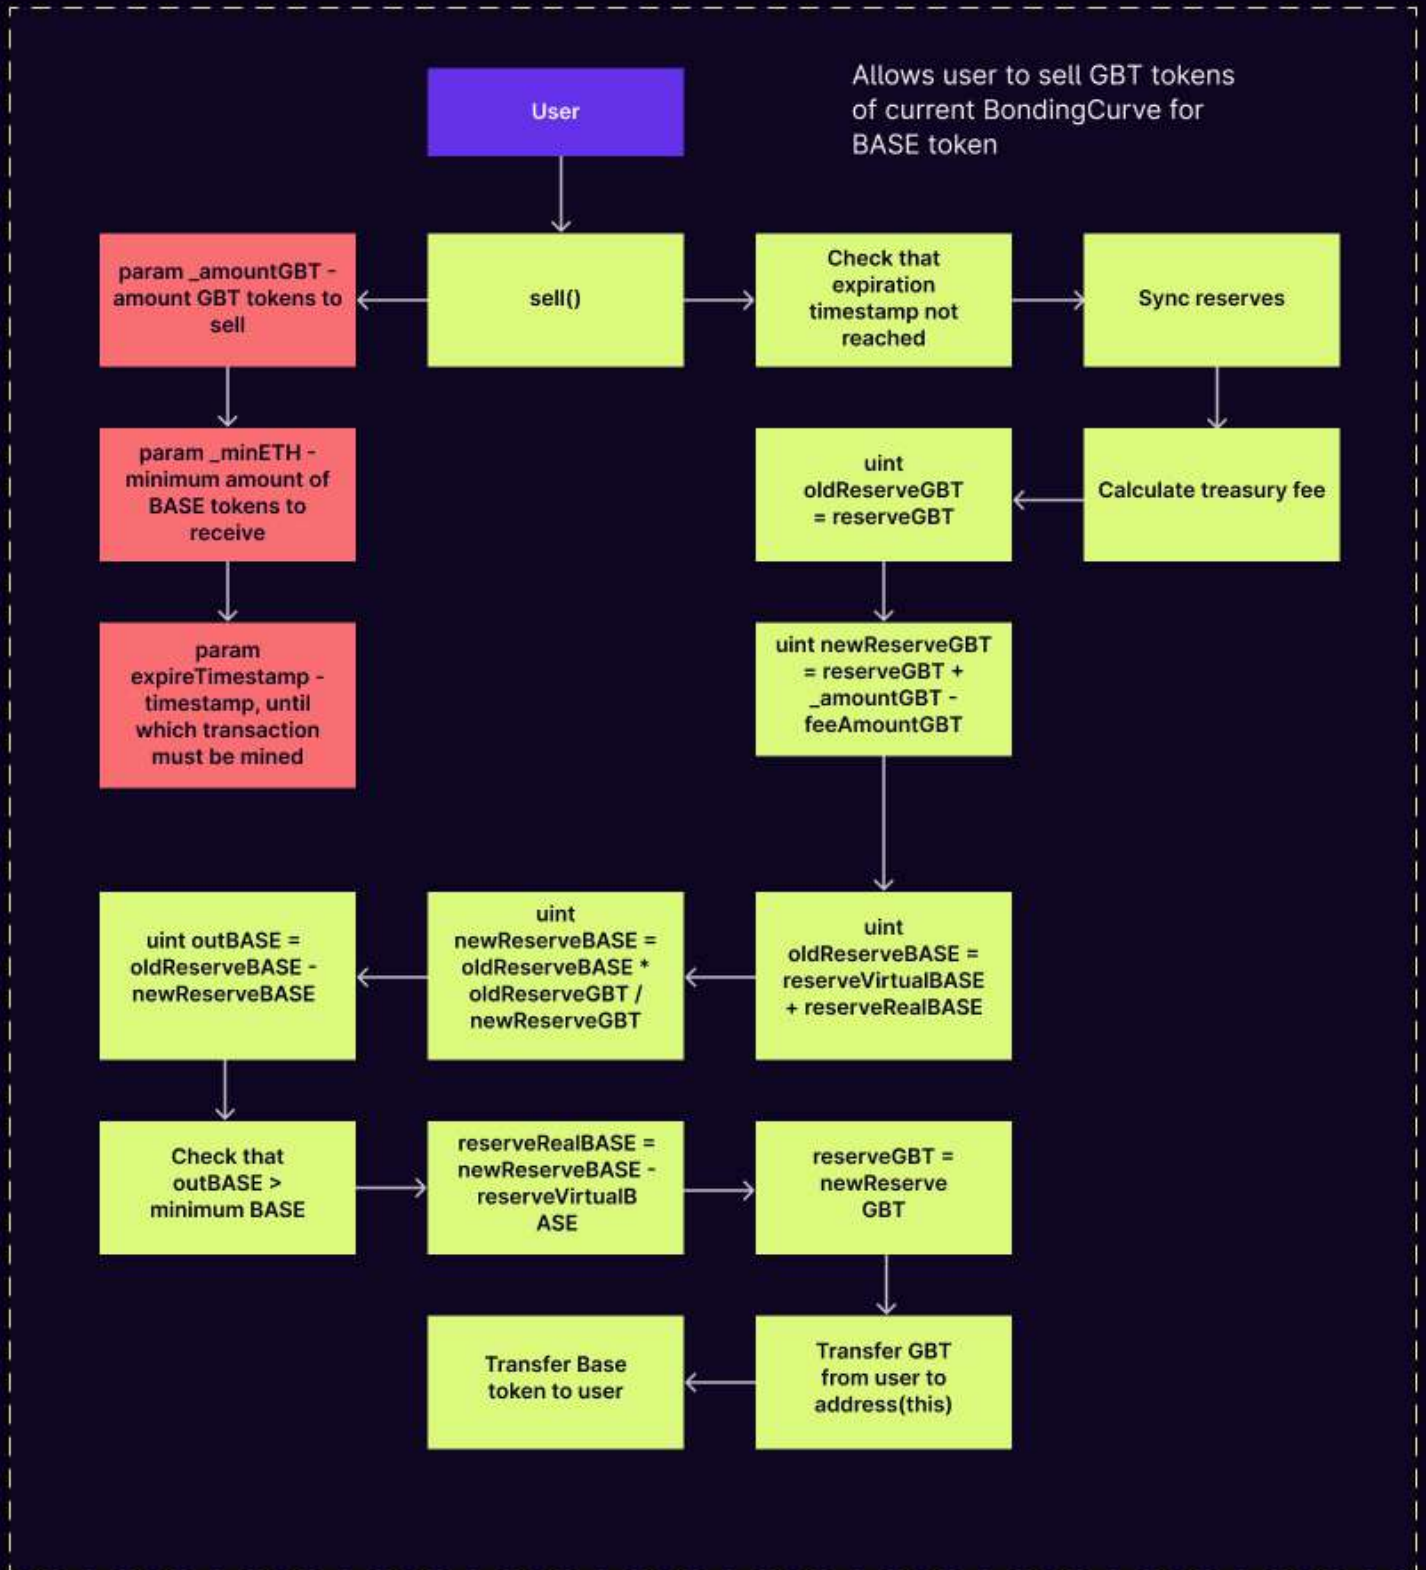 User
Allows user to sell GBT tokens
of current BondingCurve for
BASE token
param _amountGBT -
amount GBT tokens to
sell
sell()
Check that
expiration
timestamp not
reached
Sync reserves
param _minETH -
minimum amount of
BASE tokens to
receive
uint
oldReserveGBT
= reserveGBT
Calculate treasury fee
param
expireTimestamp -
timestamp, until
which transaction
must be mined
uint newReserveGBT
= reserveGBT +
_amountGBT -
feeAmountGBT
uint outBASE =
oldReserveBASE -
newReserveBASE
uint
newReserveBASE =
oldReserveBASE *
oldReserveGBT /
newReserveGBT
uint
oldReserveBASE =
reserveVirtualBASE
+ reserveRealBASE
Check that
outBASE >
minimum BASE
reserveRealBASE =
newReserveBASE -
reserveVirtualB
ASE
reserveGBT =
newReserve
GBT
Transfer Base
token to user
Transfer GBT
from user to
address(this)